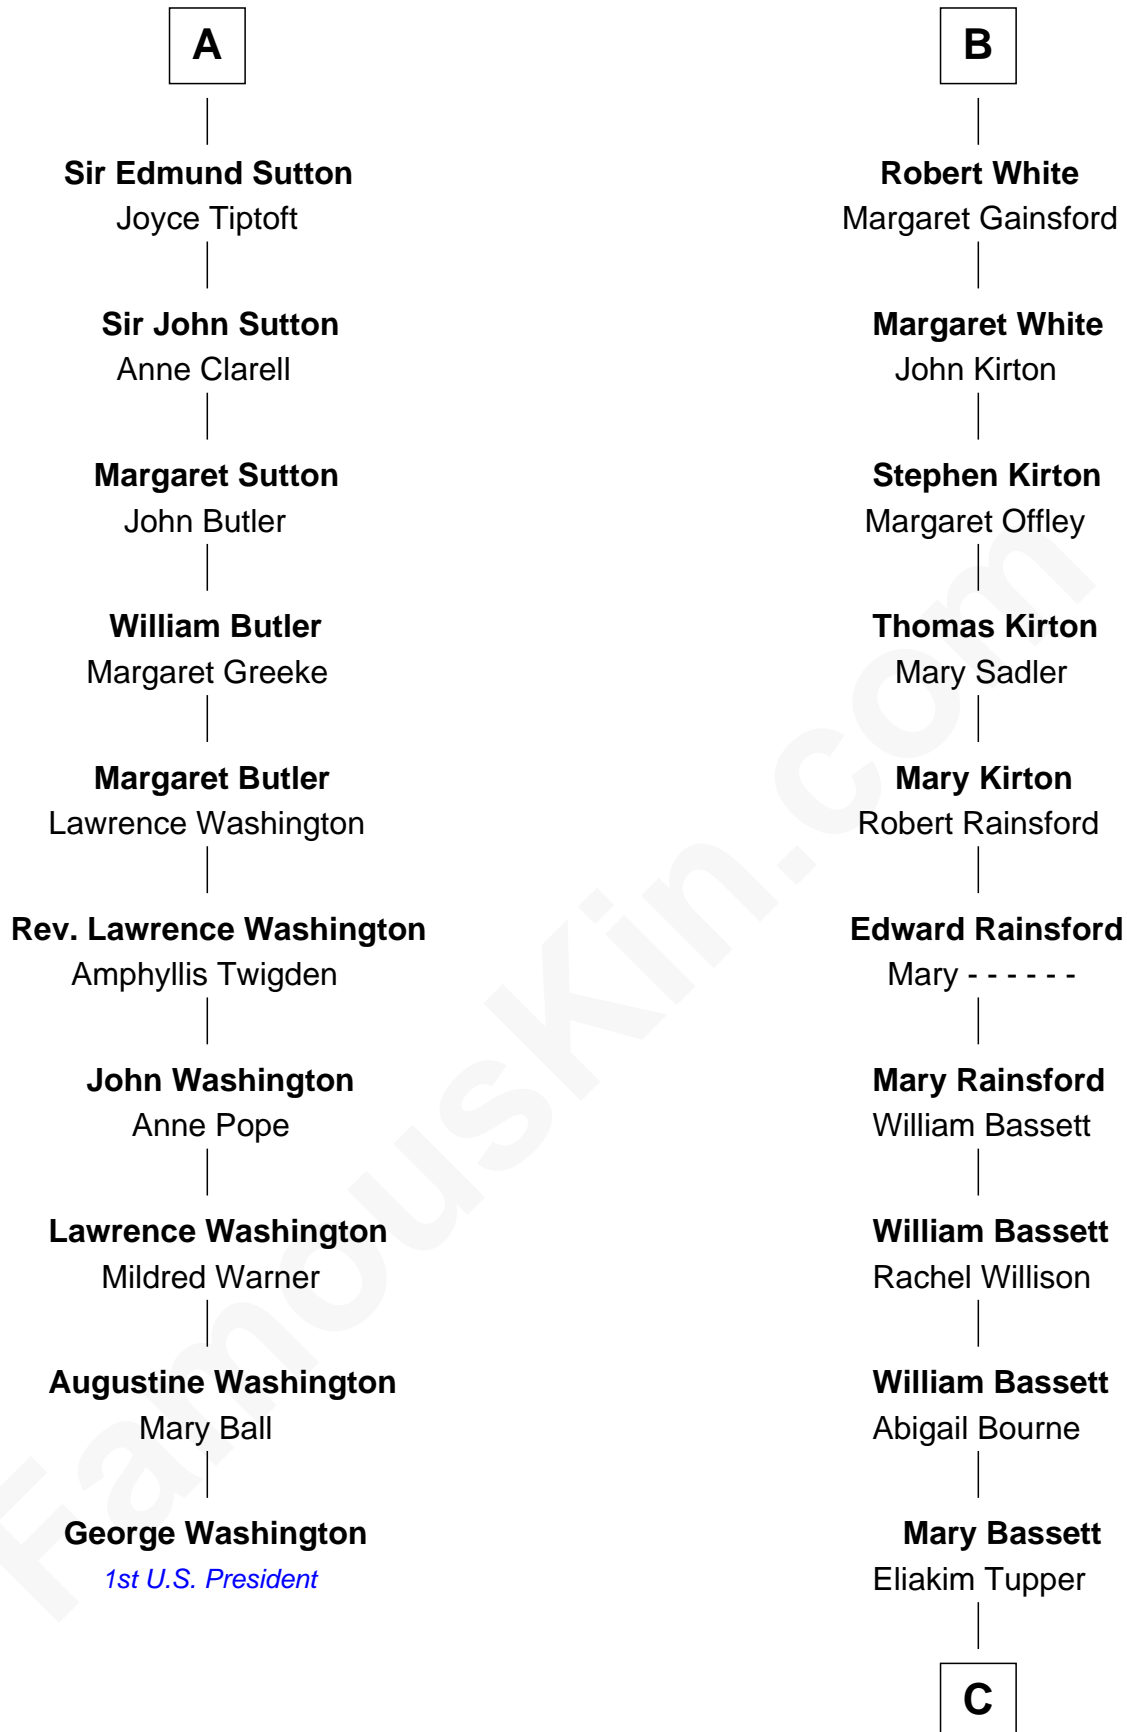 A
Sir Edmund Sutton
Joyce Tiptoft
Sir John Sutton
Anne Clarell
Margaret Sutton
John Butler
William Butler
Margaret Greeke
Margaret Butler
Lawrence Washington
Rev. Lawrence Washington
Amphyllis Twigden
John Washington
Anne Pope
Lawrence Washington
Mildred Warner
Augustine Washington
Mary Ball
George Washington
1st U.S. President
B
Robert White
Margaret Gainsford
Margaret White
John Kirton
Stephen Kirton
Margaret Offley
Thomas Kirton
Mary Sadler
Mary Kirton
Robert Rainsford
Edward Rainsford
Mary - - - - - -
Mary Rainsford
William Bassett
William Bassett
Rachel Willison
William Bassett
Abigail Bourne
Mary Bassett
Eliakim Tupper
C
FamousKin.com